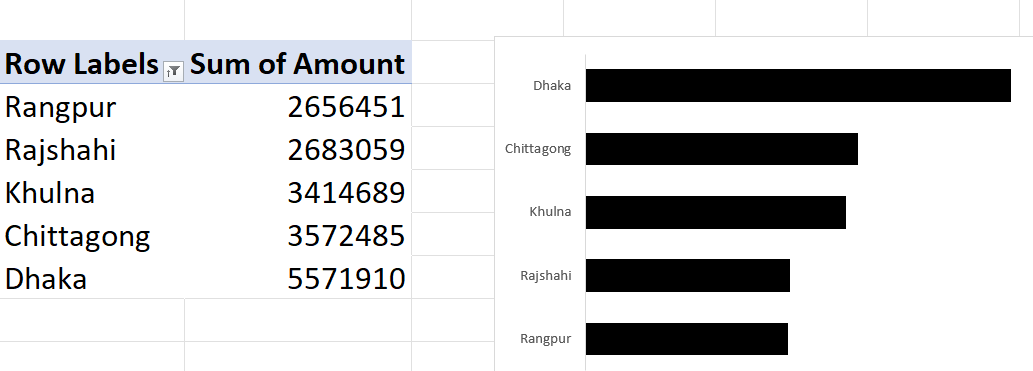 Row Labels Sum of Amount
Rangpur 2656451
Rajshahi 2683059
Khulna 3414689
Chittagong 3572485
Dhaka 5571910
Dhaka
Chittagong
Khulna
Rajshahi
Rangpur